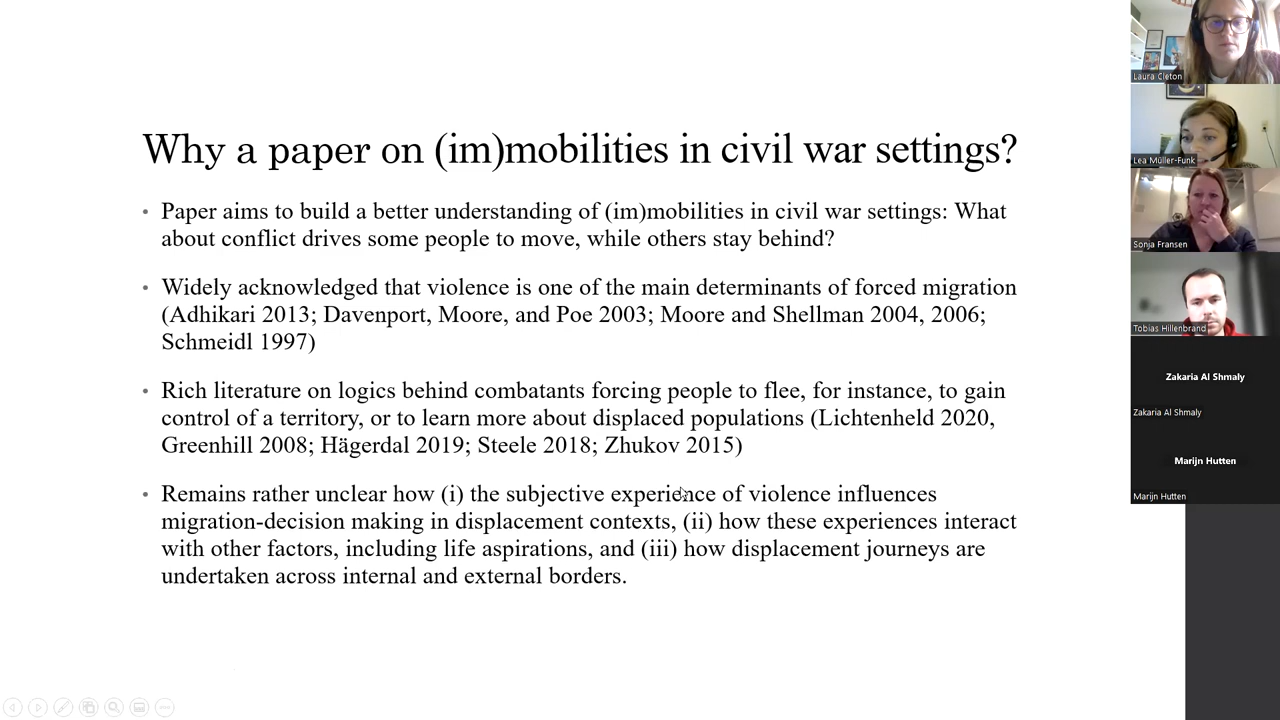 Why a paper on (im)mobilities in civil war settings?
• Paper aims to build a better understanding of (im)mobilities in civil war settings: What
about conflict drives some people to move, while others stay behind?
• Widely acknowledged that violence is one of the main determinants of forced migration
(Adhikari 2013; Davenport, Moore, and Poe 2003; Moore and Shellman 2004, 2006;
Schmeidl 1997)
• Rich literature on logics behind combatants forcing people to flee, for instance, to gain
control of a territory, or to learn more about displaced populations (Lichtenheld 2020,
Greenhill 2008; Hägerdal 2019; Steele 2018; Zhukov 2015)
• Remains rather unclear how (i) the subjective experience of violence influences
migration-decision making in displacement contexts, (ii) how these experiences interact
with other factors, including life aspirations, and (iii) how displacement journeys are
undertaken across internal and external borders.
Laura Cleton
Lea Müller-Funk
Sonja Fransen
Tobias Hillenbrand
Zakaria Al Shmaly
Zakaria Al Shmaly
Marijn Hutten
Marijn Hutten